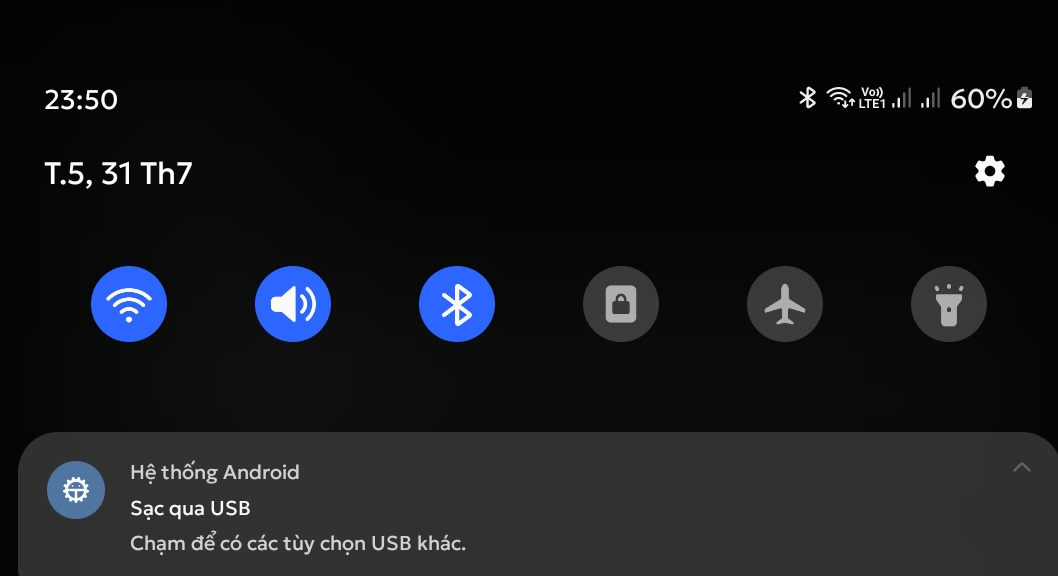 23:50
Vo)) LTE1 60%
T.5, 31 Th7
Hệ thống Android
Sạc qua USB
Chạm để có các tùy chọn USB khác.